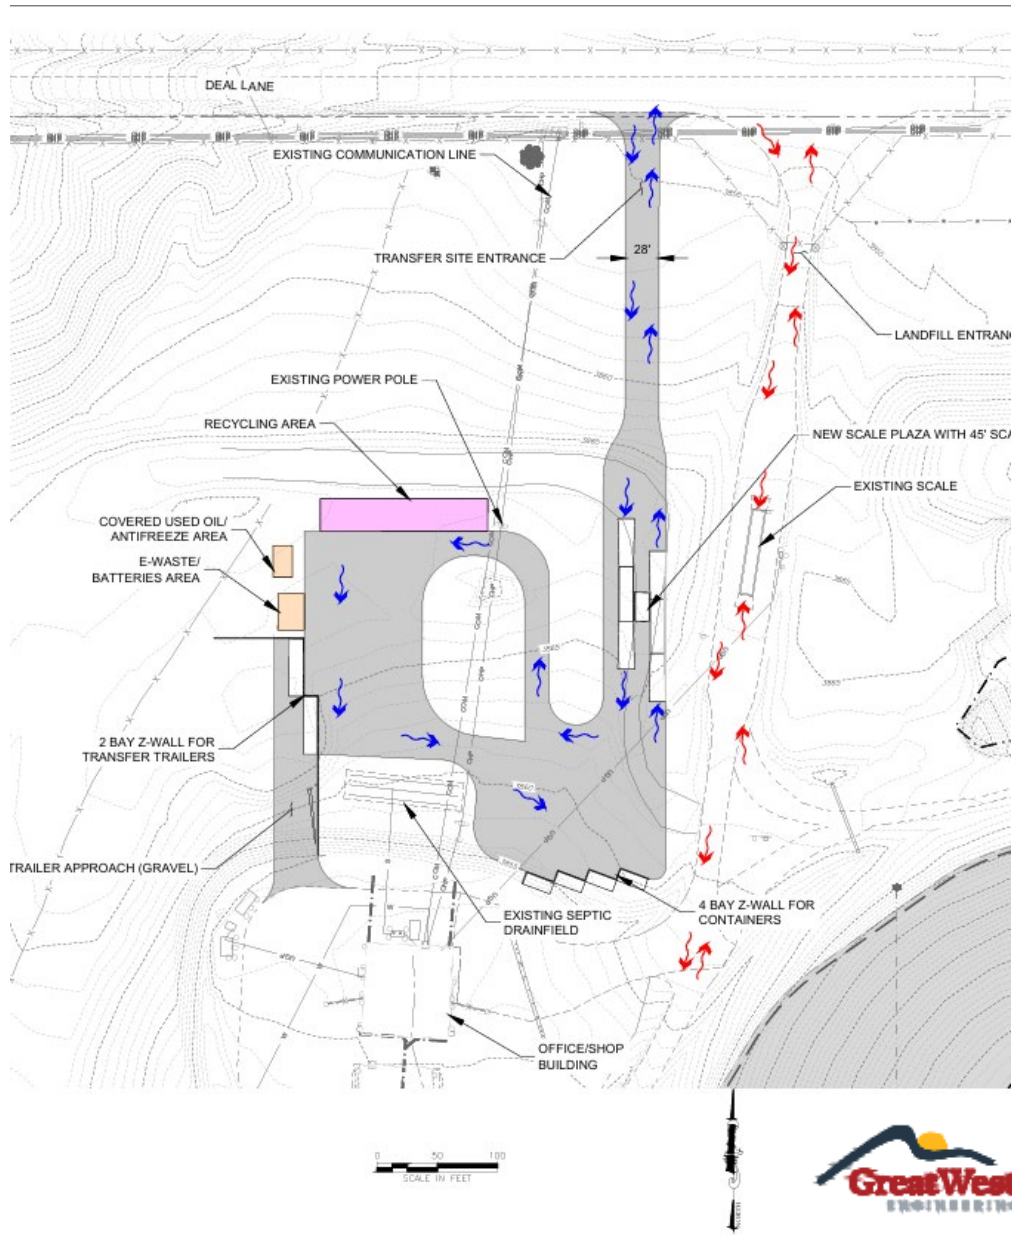 DEAL LANE
EXISTING COMMUNICATION LINE
TRANSFER SITE ENTRANCE
28'
LANDFILL ENTRANC
EXISTING POWER POLE
RECYCLING AREA
NEW SCALE PLAZA WITH 45' SCA
EXISTING SCALE
COVERED USED OIL/
ANTIFREEZE AREA
E-WASTE/
BATTERIES AREA
2 BAY Z-WALL FOR
TRANSFER TRAILERS
TRAILER APPROACH (GRAVEL)
EXISTING SEPTIC
DRAINFIELD
4 BAY Z-WALL FOR
CONTAINERS
OFFICE/SHOP
BUILDING
0 50 100
SCALE IN FEET
NORTH
GreatWest
ENGINEERING